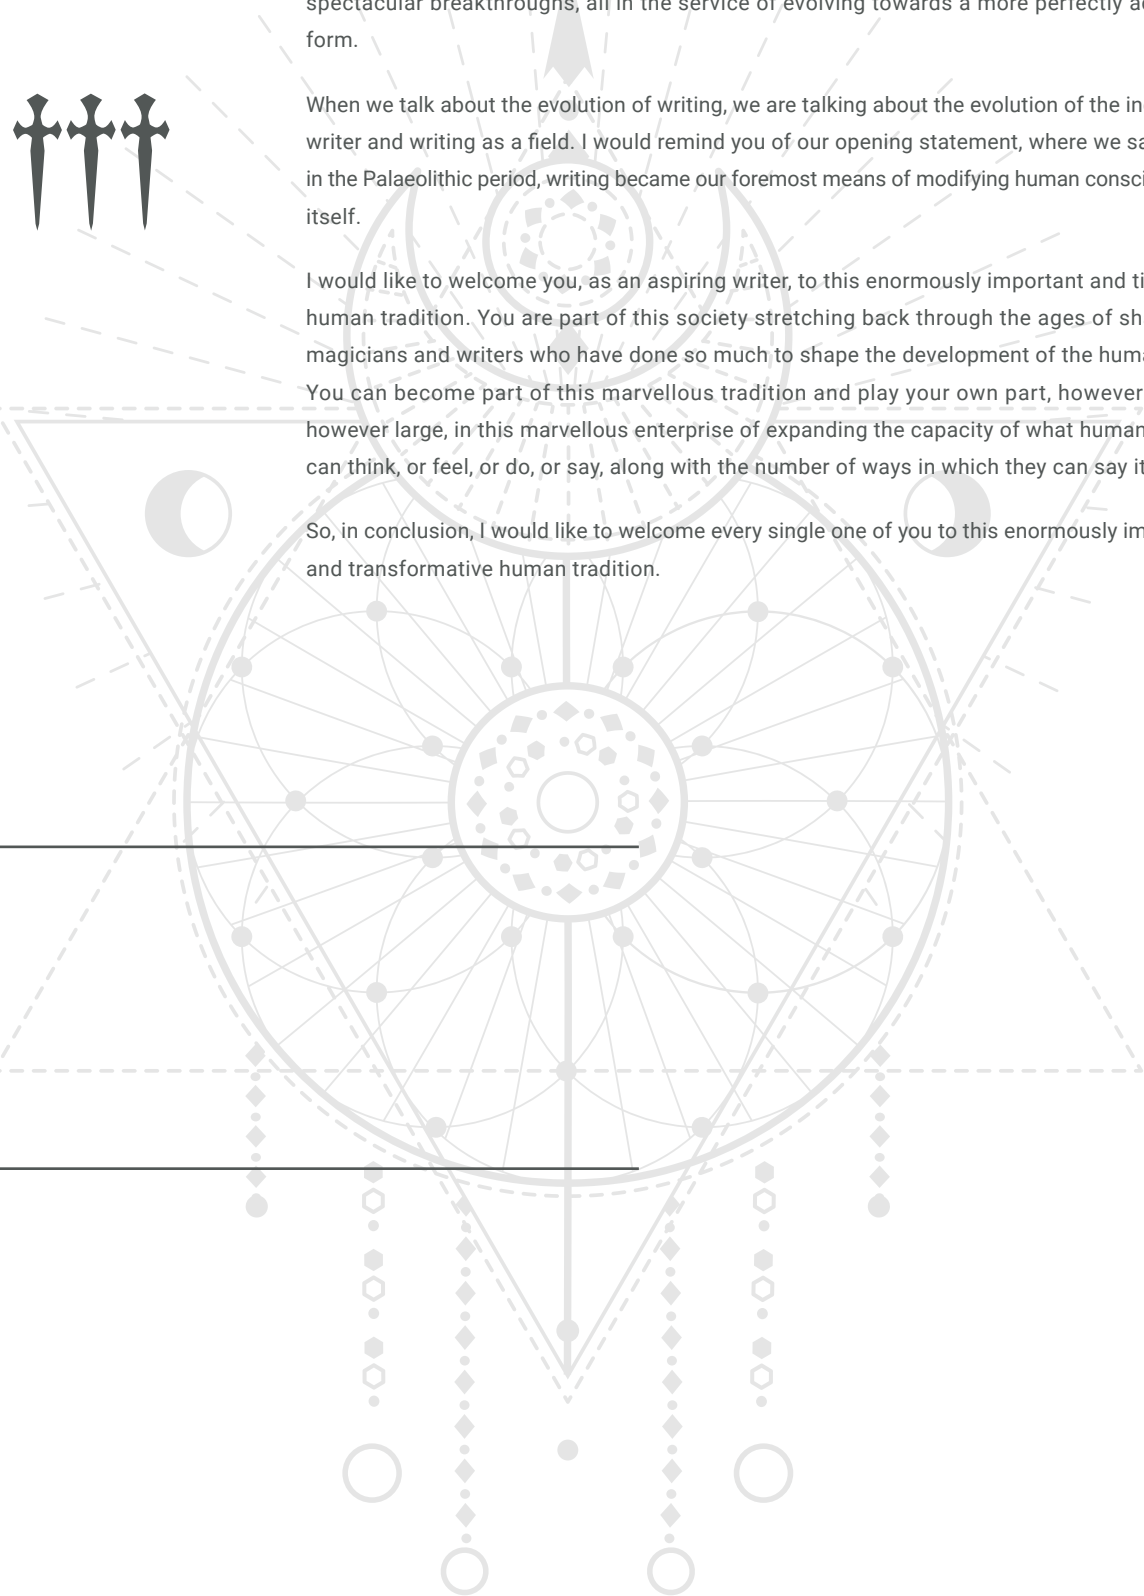 spectacular breakthroughs, all in the service of evolving towards a more perfectly
form.
When we talk about the evolution of writing, we are talking about the evolution of the
writer and writing as a field. I would remind you of our opening statement, where we
in the Palaeolithic period, writing became our foremost means of modifying human
itself.
I would like to welcome you, as an aspiring writer, to this enormously important and
human tradition. You are part of this society stretching back through the ages of
magicians and writers who have done so much to shape the development of the
You can become part of this marvellous tradition and play your own part, however
however large, in this marvellous enterprise of expanding the capacity of what human
can think, or feel, or do, or say, along with the number of ways in which they can say it
So, in conclusion, I would like to welcome every single one of you to this enormously
and transformative human tradition.